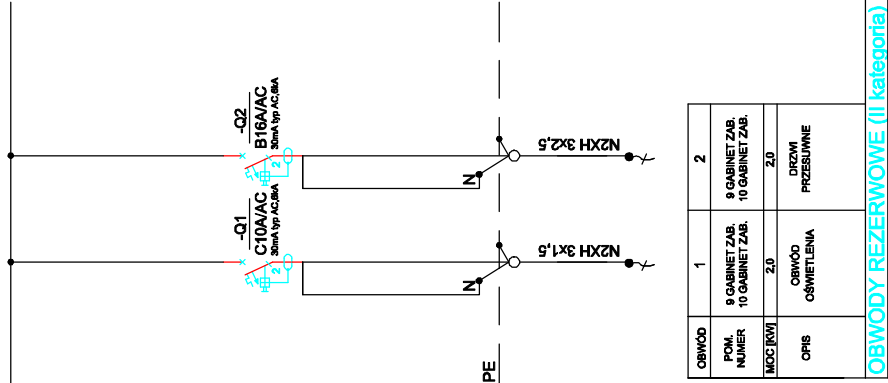 -Q1
C10A/AC
30mA typ AC,6kA
2
-Q2
B16A/AC
30mA typ AC,6kA
2
N
N
PE
N2XH 3x1,5
N2XH 3x2,5
OBWÓD 1 2
POM. NUMER
9 GABINET ZAB.
10 GABINET ZAB.
9 GABINET ZAB.
10 GABINET ZAB.
MOC [KW] 2,0 2,0
OPIS
OBWÓD
OŚWIETLENIA
DRZWI
PRZESUWNE
OBWODY REZERWOWE (II kategoria)